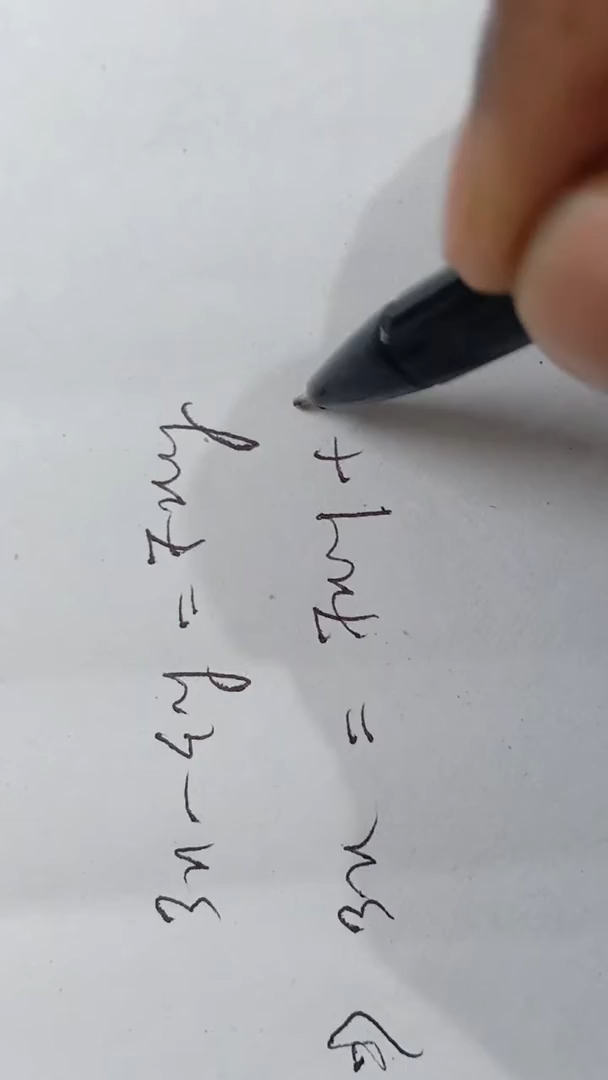 3x - 4y = 7xy
⇒ 3x = 7xy +